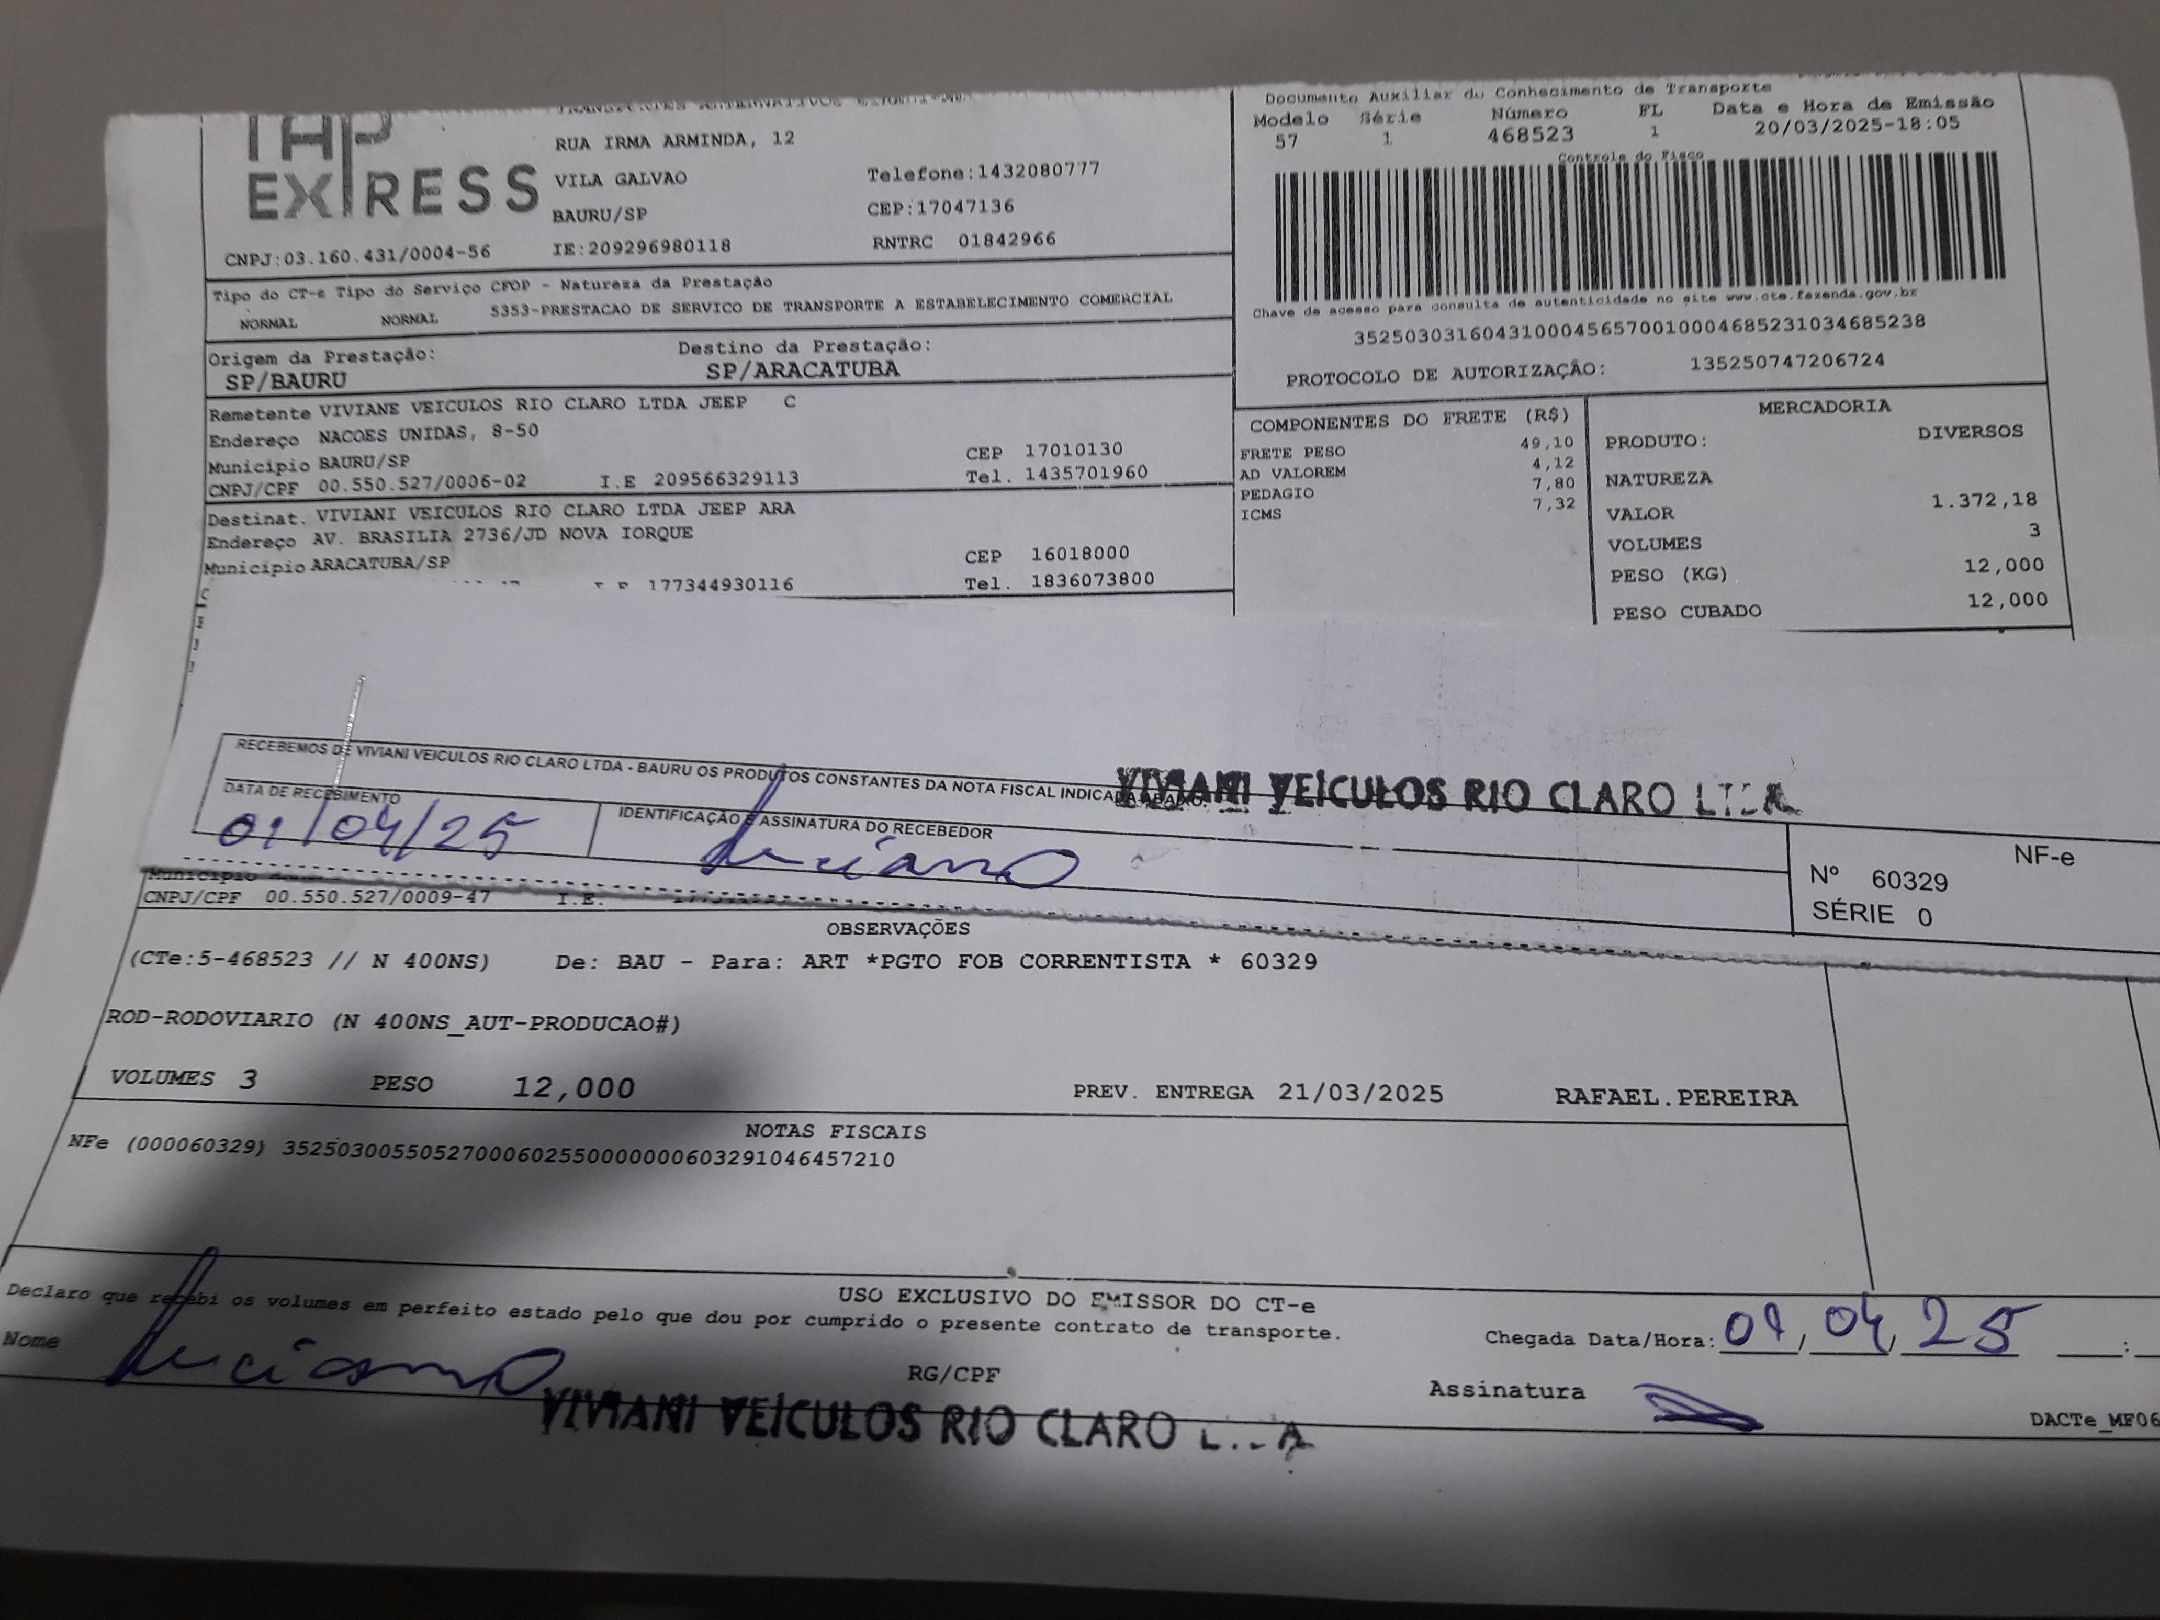 TAP
EXPRESS
RUA IRMA ARMINDA, 12
VILA GALVAO
Telefone:1432080777
BAURU/SP
CEP:17047136
CNPJ:03.160.431/0004-56
IE:209296980118
RNTRC 01842966
Documento Auxiliar do Conhecimento de Transporte
Modelo Série Número FL Data e Hora de Emissão
57 1 468523 1 20/03/2025-18:05
Controle do Fisco
Chave de acesso para consulta de autenticidade no site www.cte.fazenda.gov.br
35250303160431000456570010004685231034685238
PROTOCOLO DE AUTORIZAÇÃO: 135250747206724
Tipo do CT-e Tipo do Serviço CFOP - Natureza da Prestação
NORMAL NORMAL 5353-PRESTACAO DE SERVICO DE TRANSPORTE A ESTABELECIMENTO COMERCIAL
Origem da Prestação: Destino da Prestação:
SP/BAURU SP/ARACATUBA
Remetente VIVIANE VEICULOS RIO CLARO LTDA JEEP C
Endereço NACOES UNIDAS, 8-50
Município BAURU/SP CEP 17010130
CNPJ/CPF 00.550.527/0006-02 I.E 209566329113 Tel. 1435701960
Destinat. VIVIANI VEICULOS RIO CLARO LTDA JEEP ARA
Endereço AV. BRASILIA 2736/JD NOVA IORQUE
Município ARACATUBA/SP CEP 16018000
177344930116 Tel. 1836073800
COMPONENTES DO FRETE (R$)
FRETE PESO 49,10
AD VALOREM 4,12
PEDAGIO 7,80
ICMS 7,32
MERCADORIA
PRODUTO: DIVERSOS
NATUREZA
VALOR 1.372,18
VOLUMES 3
PESO (KG) 12,000
PESO CUBADO 12,000
RECEBEMOS DE VIVIANI VEICULOS RIO CLARO LTDA - BAURU OS PRODUTOS CONSTANTES DA NOTA FISCAL INDICADA ABAIXO.
VIVIANI VEÍCULOS RIO CLARO
DATA DE RECEBIMENTO IDENTIFICAÇÃO E ASSINATURA DO RECEBEDOR
01/04/25 Luciano
NF-e
Nº 60329
SÉRIE 0
Município
CNPJ/CPF 00.550.527/0009-47 I.E.
OBSERVAÇÕES
(CTe:5-468523 // N 400NS) De: BAU - Para: ART *PGTO FOB CORRENTISTA * 60329
ROD-RODOVIARIO (N 400NS_AUT-PRODUCAO#)
VOLUMES 3 PESO 12,000 PREV. ENTREGA 21/03/2025 RAFAEL.PEREIRA
NOTAS FISCAIS
NFe (000060329) 35250300550527000602550000000603291046457210
USO EXCLUSIVO DO EMISSOR DO CT-e
Declaro que recebi os volumes em perfeito estado pelo que dou por cumprido o presente contrato de transporte.
Chegada Data/Hora: 01,04,25 :
Nome Luciano
RG/CPF
Assinatura
VIVIANI VEÍCULOS RIO CLARO
DACTe_MF06